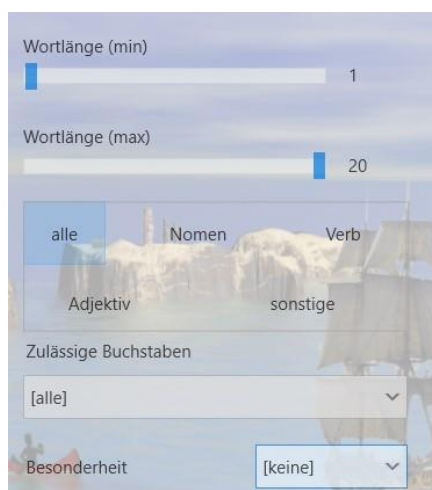 Wortlänge (min)
1
Wortlänge (max)
20
alle Nomen Verb
Adjektiv sonstige
Zulässige Buchstaben
[alle]
Besonderheit [keine]